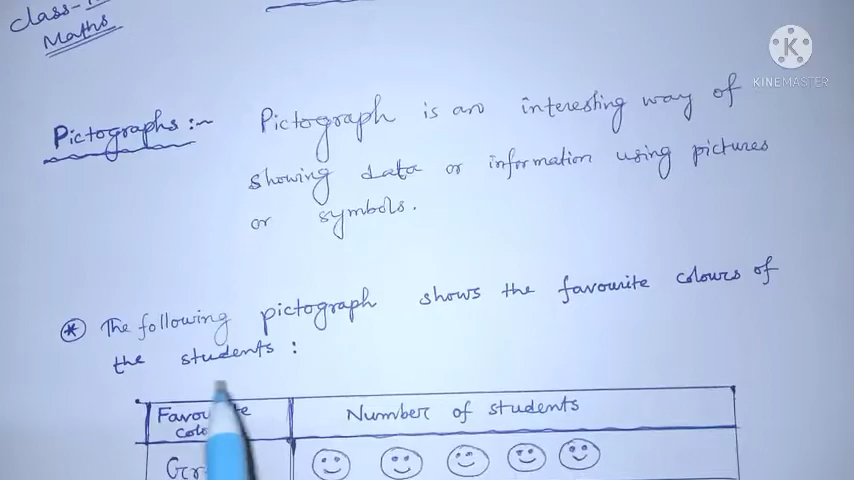 Maths
KINEMASTER
Pictographs :~ Pictograph is an interesting way of
showing data or information using pictures
or symbols.
* The following pictograph shows the favourite colours of
the students :
Number of students